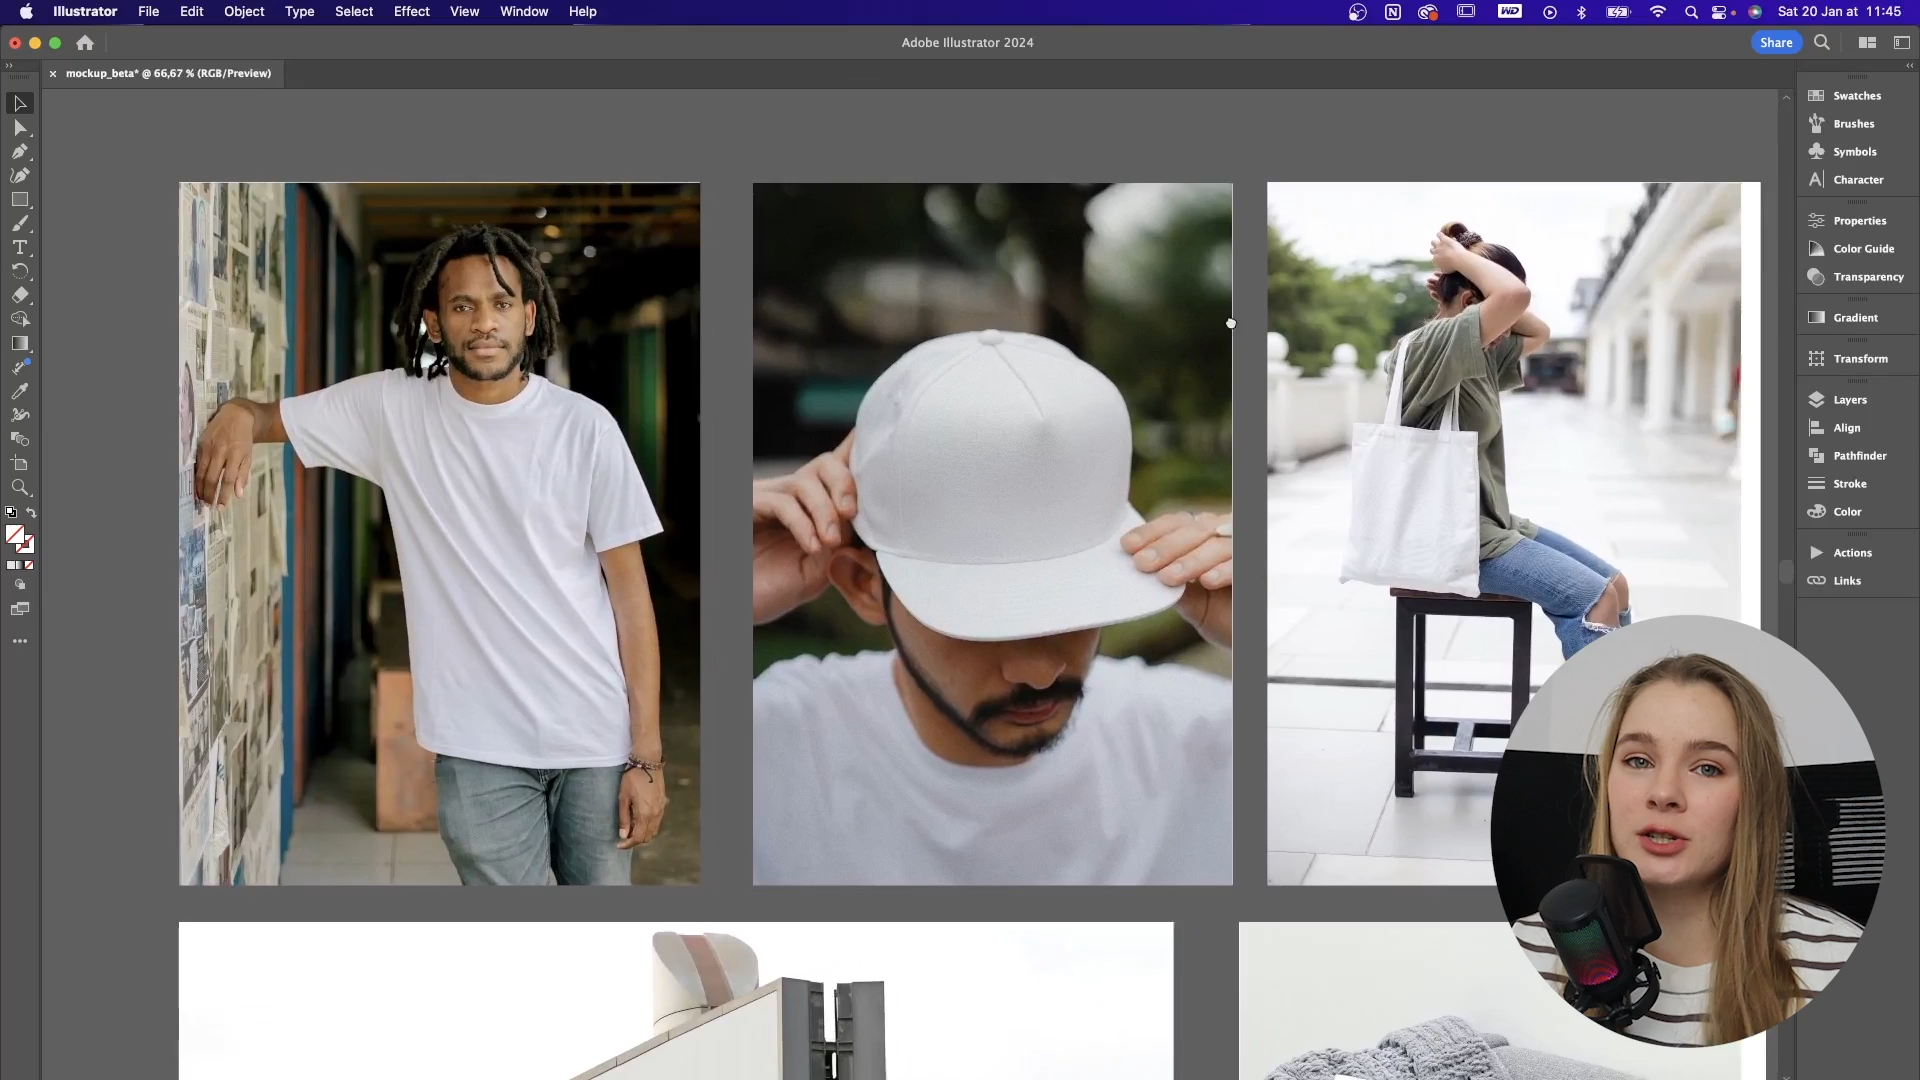 Illustrator File Edit Object Type Select Effect View Window Help WD Sat 20 Jan at 11:45
Adobe Illustrator 2024 Share
× mockup_beta* @ 66,67 % (RGB/Preview)
Swatches
Brushes
Symbols
Character
Properties
Color Guide
Transparency
Gradient
Transform
Layers
Align
Pathfinder
Stroke
Color
Actions
Links